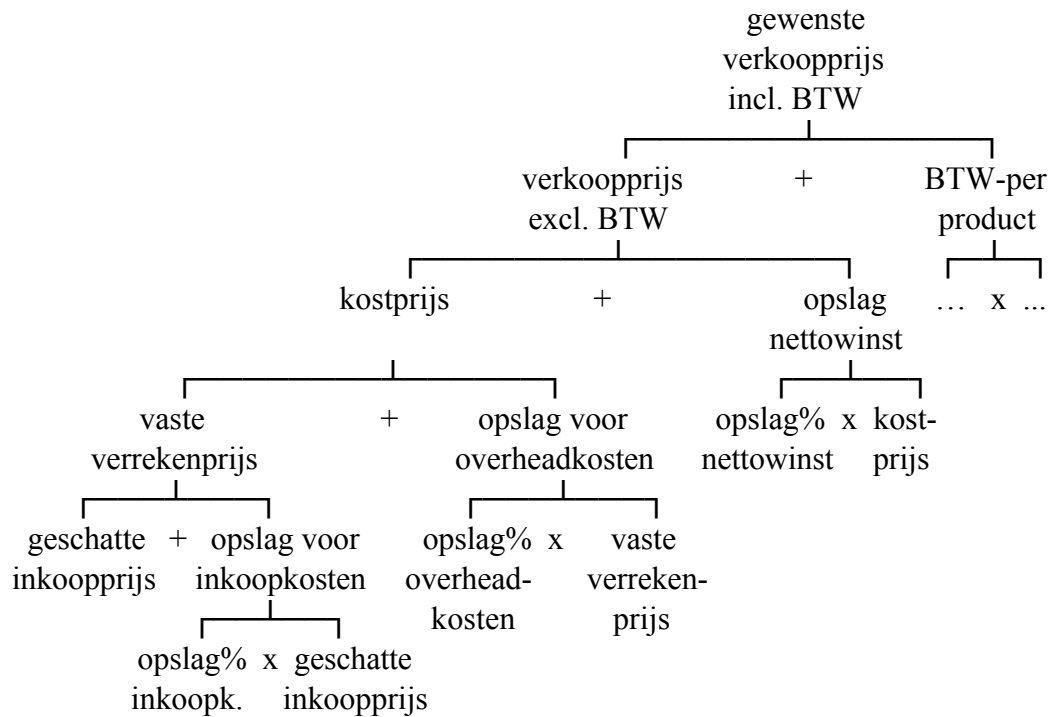 gewenste
verkoopprijs
incl. BTW
verkoopprijs + BTW-per
excl. BTW product
kostprijs + opslag … x ...
nettowinst
vaste + opslag voor opslag% x kost-
verrekenprijs overheadkosten nettowinst prijs
geschatte + opslag voor opslag% x vaste
inkoopprijs inkoopkosten overhead- verreken-
kosten prijs
opslag% x geschatte
inkoopk. inkoopprijs